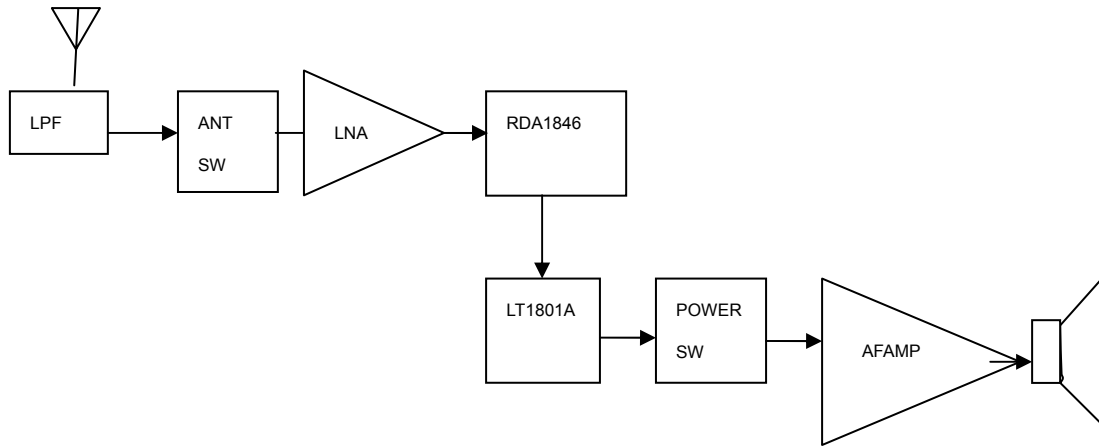 LPF
ANT
SW
LNA
RDA1846
LT1801A
POWER
SW
AFAMP